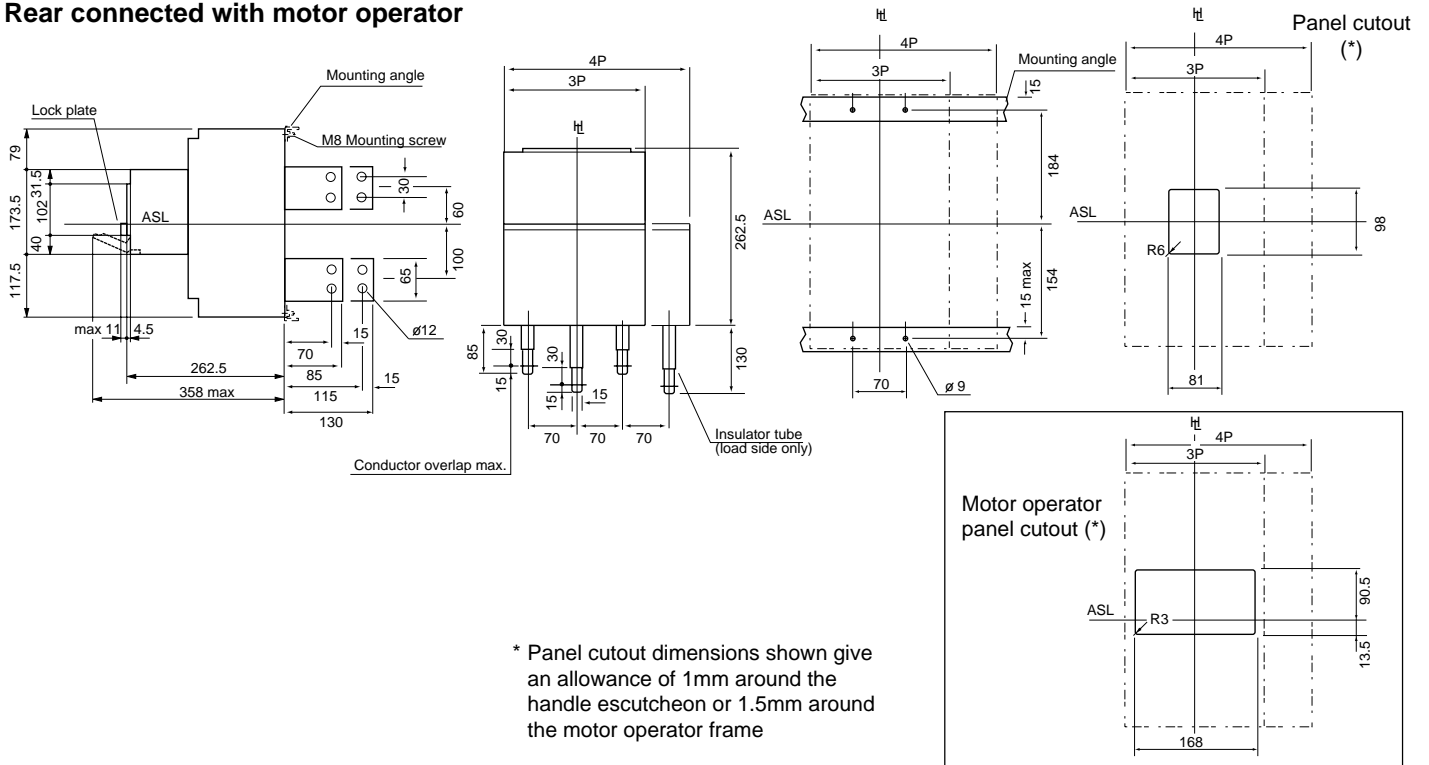 Rear connected with motor operator
Mounting angle
Lock plate
M8 Mounting screw
79
31.5
173.5
102
40
117.5
ASL
30
60
100
65
max 11
4.5
15
ø12
70
262.5
85
358 max
115
15
130
4P
3P
HL
262.5
85
30
15
30
15
15
130
70
70
70
Insulator tube
(load side only)
Conductor overlap max.
HL
4P
3P
Mounting angle
15
184
ASL
15 max
154
70
ø 9
HL
Panel cutout
(*)
4P
3P
ASL
98
R6
81
HL
4P
3P
Motor operator
panel cutout (*)
90.5
ASL
R3
13.5
168
* Panel cutout dimensions shown give
an allowance of 1mm around the
handle escutcheon or 1.5mm around
the motor operator frame